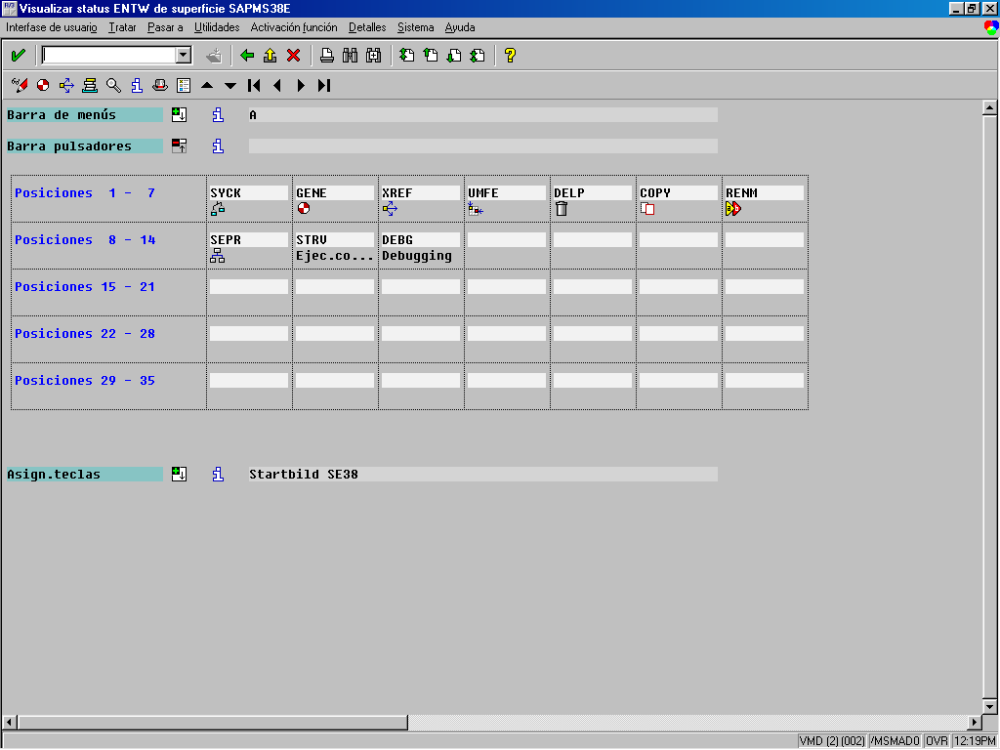 Visualizar status ENTW de superficie SAPMS38E
Interfase de usuario Tratar Pasar a Utilidades Activación función Detalles Sistema Ayuda
Barra de menús A
Barra pulsadores
Posiciones 1 - 7 SYCK GENE XREF UMFE DELP COPY RENM
Posiciones 8 - 14 SEPR STRV DEBG
Ejec.co... Debugging
Posiciones 15 - 21
Posiciones 22 - 28
Posiciones 29 - 35
Asign.teclas Startbild SE38
VMD (2) (002) /MSMAD0 OVR 12:19PM